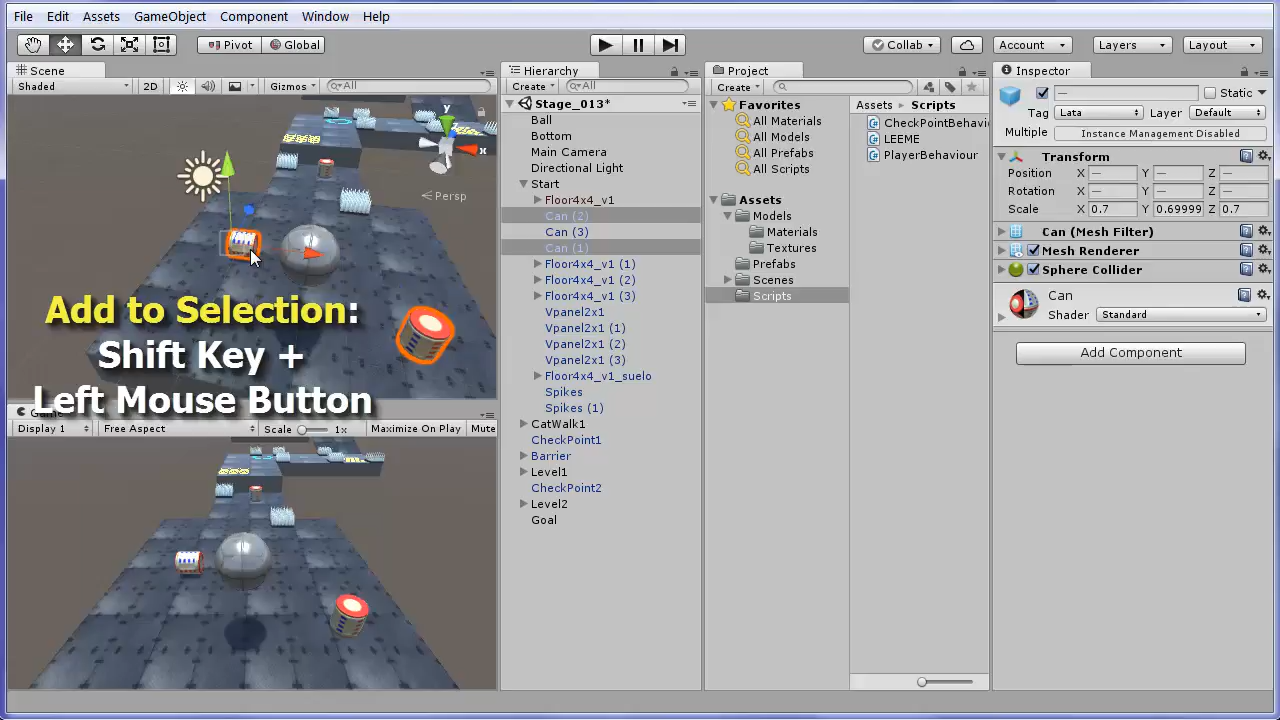 File Edit Assets GameObject Component Window Help
Pivot Global Collab Account Layers Layout
Scene
Shaded 2D Gizmos All
y
x
Persp
Add to Selection:
Shift Key +
Left Mouse Button
Game
Display 1 Free Aspect Scale 1x Maximize On Play Mute
Hierarchy
Create All
Stage_013*
Ball
Bottom
Main Camera
Directional Light
Start
Floor4x4_v1
Can (2)
Can (3)
Can (1)
Floor4x4_v1 (1)
Floor4x4_v1 (2)
Floor4x4_v1 (3)
Vpanel2x1
Vpanel2x1 (1)
Vpanel2x1 (2)
Vpanel2x1 (3)
Floor4x4_v1_suelo
Spikes
Spikes (1)
CatWalk1
CheckPoint1
Barrier
Level1
CheckPoint2
Level2
Goal
Project
Create
Favorites
All Materials
All Models
All Prefabs
All Scripts
Assets
Models
Materials
Textures
Prefabs
Scenes
Scripts
Assets Scripts
CheckPointBehavi
LEEME
PlayerBehaviour
Inspector
— Static
Tag Lata Layer Default
Multiple Instance Management Disabled
Transform
Position X — Y — Z —
Rotation X — Y — Z —
Scale X 0.7 Y 0.69999 Z 0.7
Can (Mesh Filter)
Mesh Renderer
Sphere Collider
Can
Shader Standard
Add Component